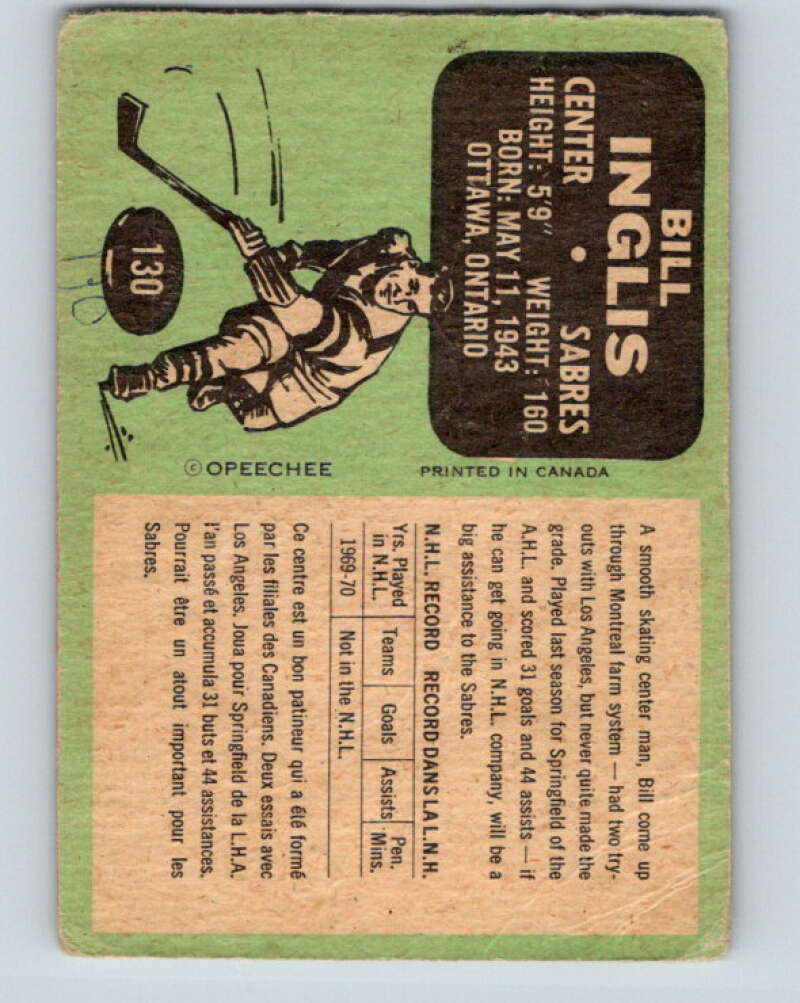 BILL
INGLIS
CENTER • SABRES
HEIGHT: 5'9" WEIGHT: 160
BORN: MAY 11, 1943
OTTAWA, ONTARIO
130
© OPEECHEE
PRINTED IN CANADA
A smooth skating center man, Bill come up
through Montreal farm system — had two try-
outs with Los Angeles, but never quite made the
grade. Played last season for Springfield of the
A.H.L. and scored 31 goals and 44 assists — if
he can get going in N.H.L. company, will be a
big assistance to the Sabres.
N.H.L. RECORD RECORD DANS LA L.N.H.
Yrs. Played in N.H.L. Teams Goals Assists Pen. Mins.
1969-70 Not in the N.H.L.
Ce centre est un bon patineur qui a été formé
par les filiales des Canadiens. Deux essais avec
Los Angeles. Joua pour Springfield de la L.H.A.
l'an passé et accumula 31 buts et 44 assistances.
Pourrait être un atout important pour les
Sabres.